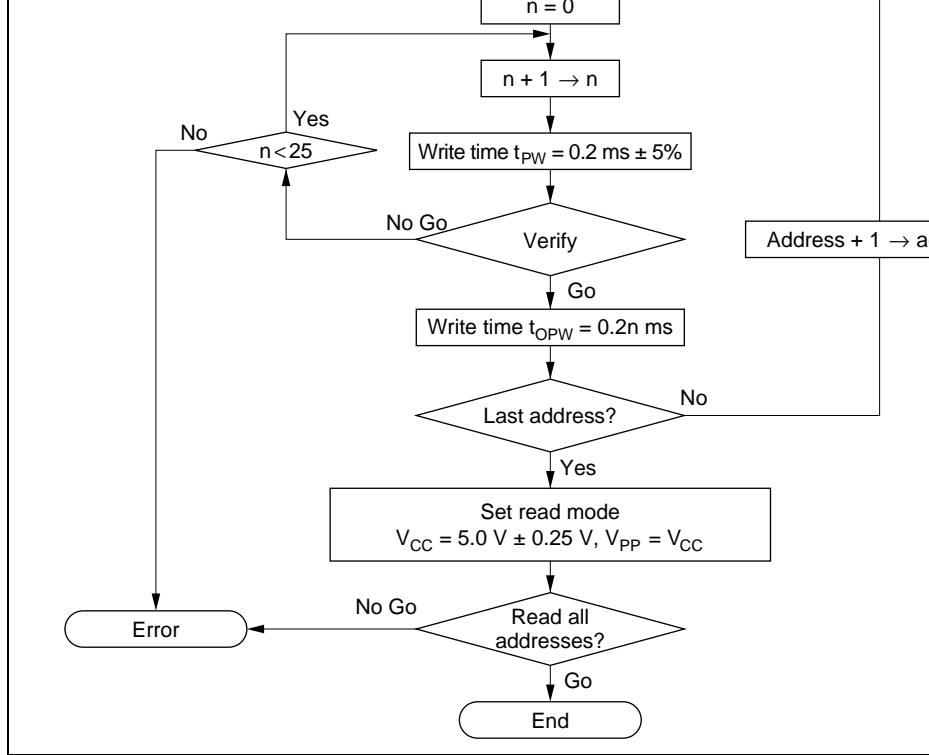 n = 0
n + 1 → n
Yes
No
n < 25
Write time tPW = 0.2 ms ± 5%
No Go
Verify
Address + 1 →
Go
Write time tOPW = 0.2n ms
No
Last address?
Yes
Set read mode
VCC = 5.0 V ± 0.25 V, VPP = VCC
No Go
Read all
addresses?
Error
Go
End